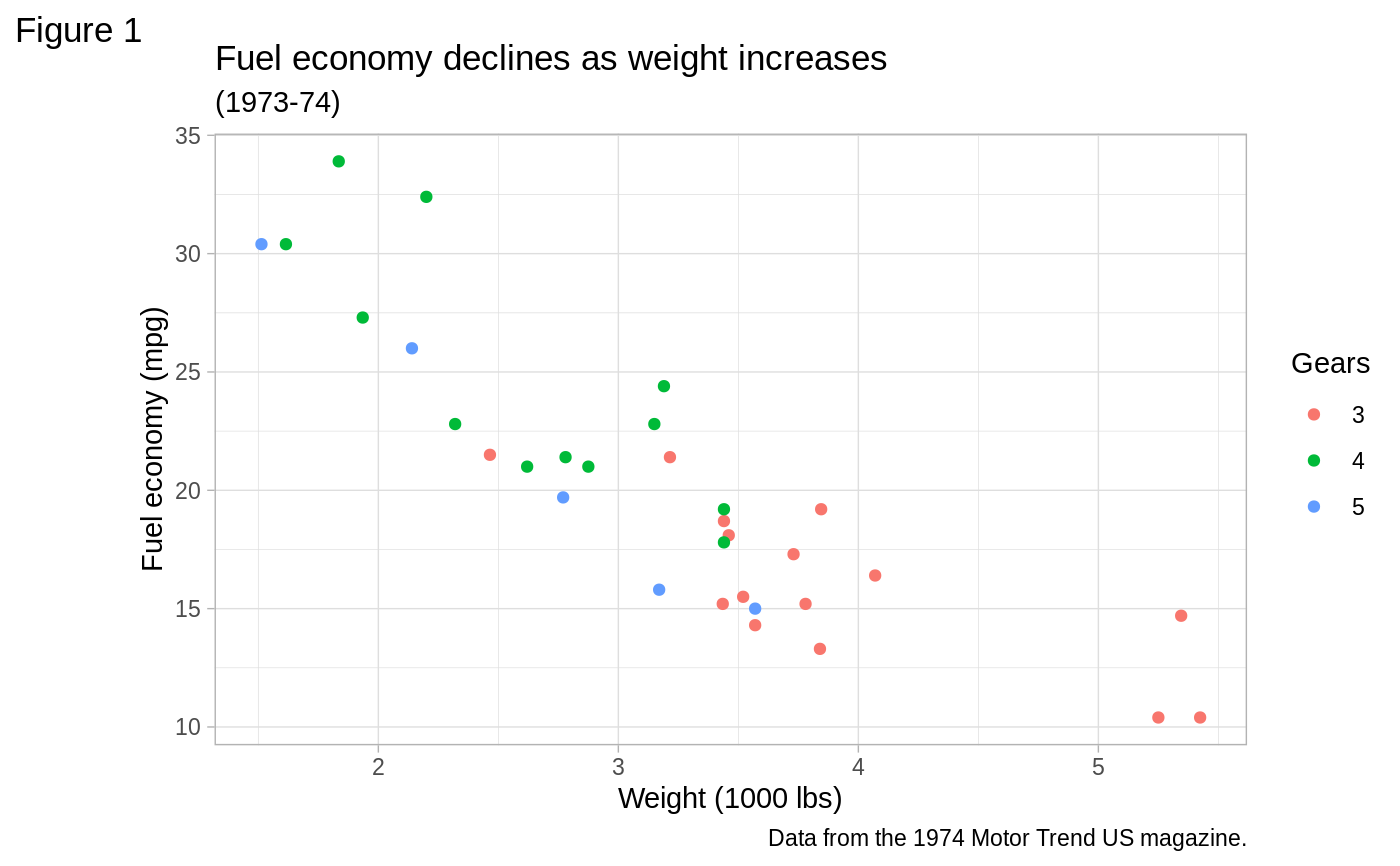 Figure 1
Fuel economy declines as weight increases
(1973-74)
35
30
25
20
15
10
Fuel economy (mpg)
2 3 4 5
Weight (1000 lbs)
Gears
3
4
5
Data from the 1974 Motor Trend US magazine.